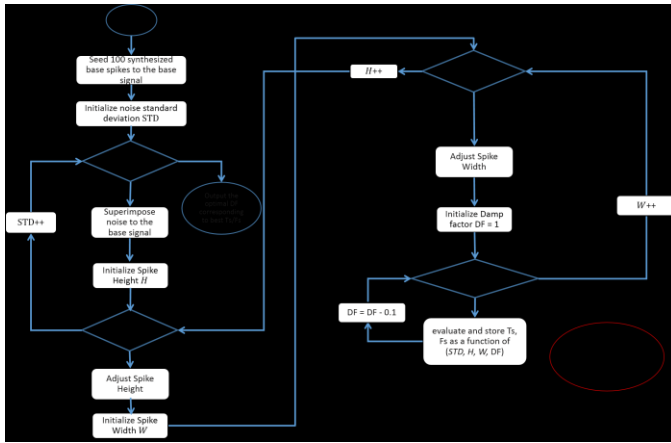 Seed 100 synthesized
base spikes to the base
signal
Initialize noise standard
deviation STD
STD++
Superimpose
noise to the
base signal
Initialize Spike
Height H
Adjust Spike
Height
Initialize Spike
Width W
H++
Adjust Spike
Width
Initialize Damp
factor DF = 1
W++
DF = DF - 0.1
evaluate and store Ts,
Fs as a function of
(STD, H, W, DF)